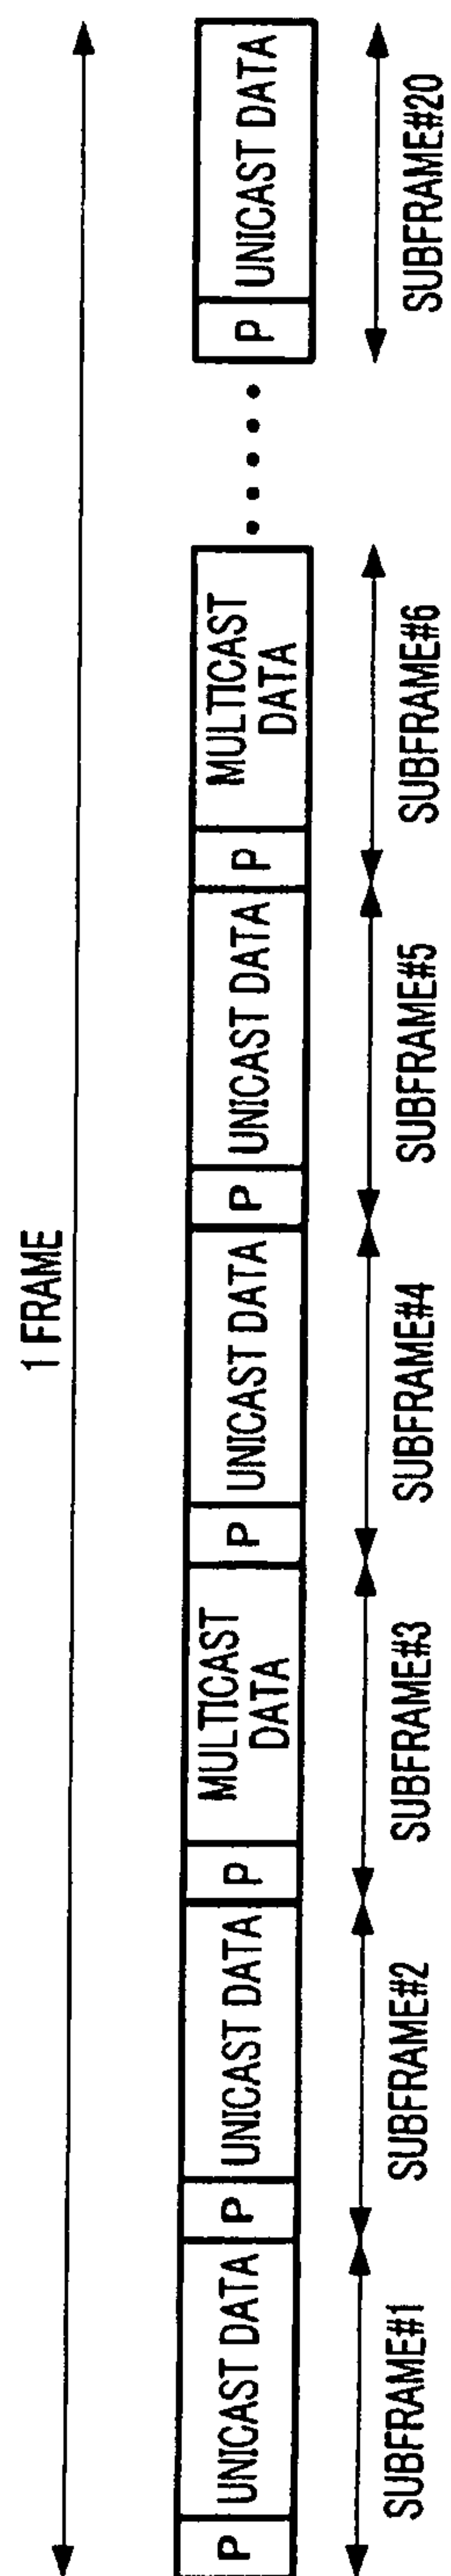 1 FRAME
P
UNICAST DATA
P
UNICAST DATA
P
MULTICAST
DATA
P
UNICAST DATA
P
UNICAST DATA
P
MULTICAST
DATA
P
UNICAST DATA
SUBFRAME#1
SUBFRAME#2
SUBFRAME#3
SUBFRAME#4
SUBFRAME#5
SUBFRAME#6
SUBFRAME#20